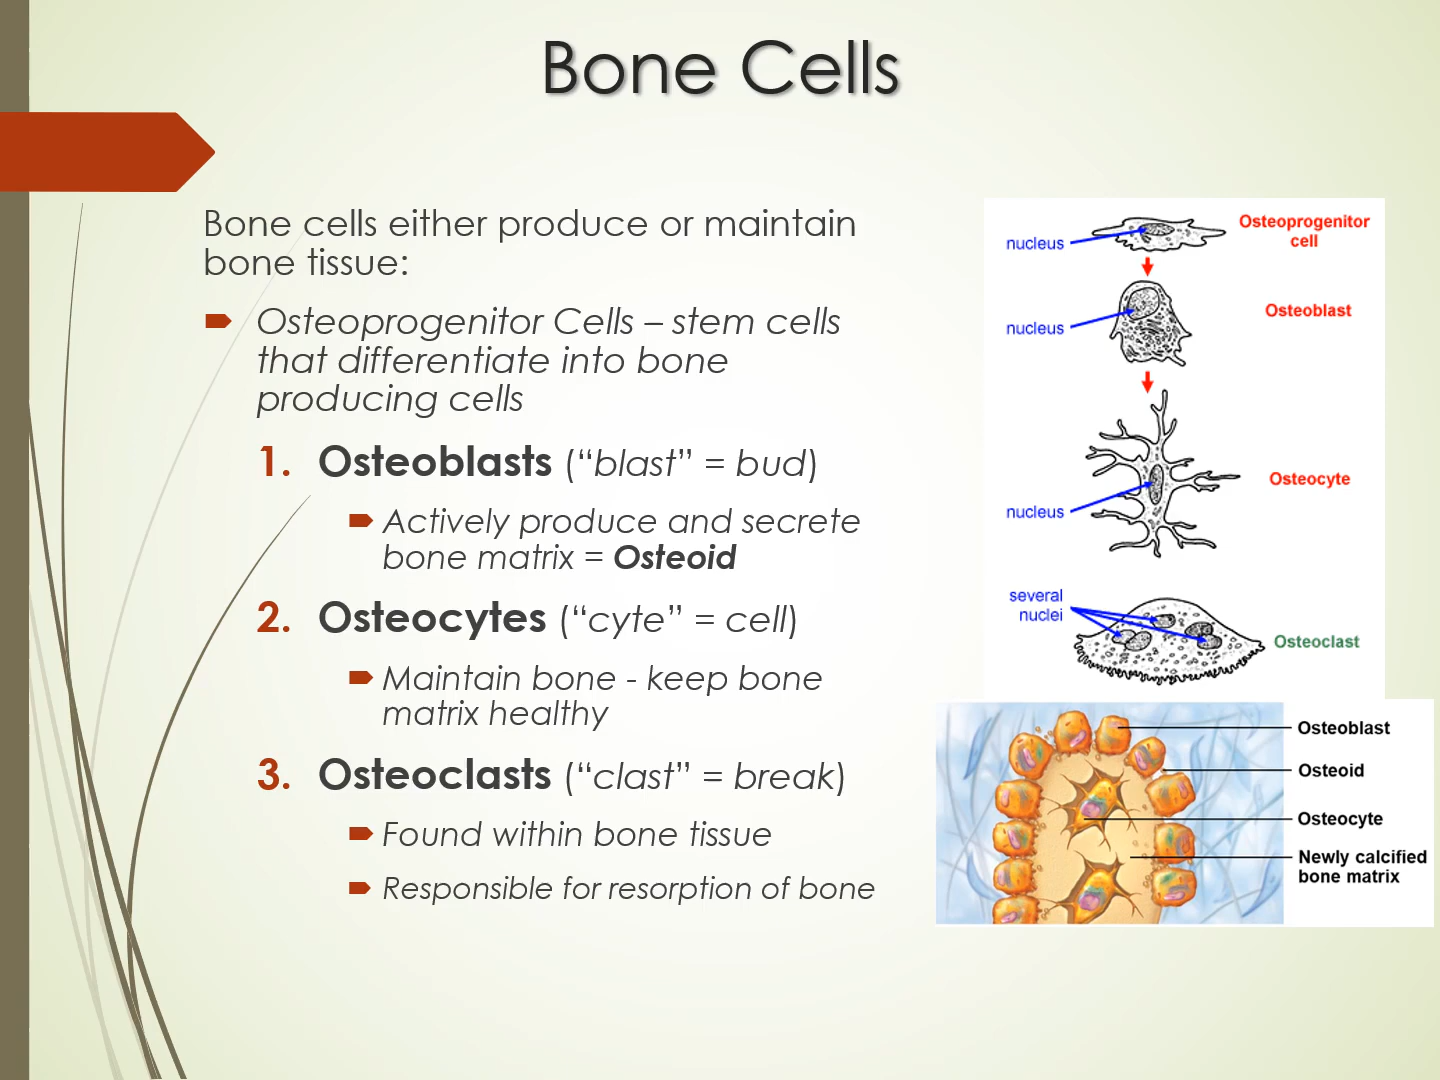 Bone Cells
Bone cells either produce or maintain
bone tissue:
Osteoprogenitor Cells – stem cells
that differentiate into bone
producing cells
1. Osteoblasts (“blast” = bud)
Actively produce and secrete
bone matrix = Osteoid
2. Osteocytes (“cyte” = cell)
Maintain bone - keep bone
matrix healthy
3. Osteoclasts (“clast” = break)
Found within bone tissue
Responsible for resorption of bone
Osteoprogenitor
cell
nucleus
Osteoblast
nucleus
Osteocyte
nucleus
several
nuclei
Osteoclast
Osteoblast
Osteoid
Osteocyte
Newly calcified
bone matrix